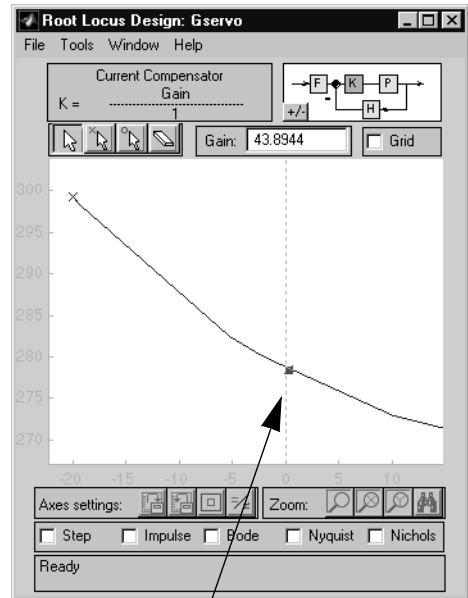 Root Locus Design: Gservo
File Tools Window Help
Current Compensator
K =
Gain
1
F K P
-
H
+/-
Gain: 43.8944
Grid
300
295
290
285
280
275
270
-20 -15 -10 -5 0 5 10
Axes settings:
Zoom:
Step Impulse Bode Nyquist Nichols
Ready